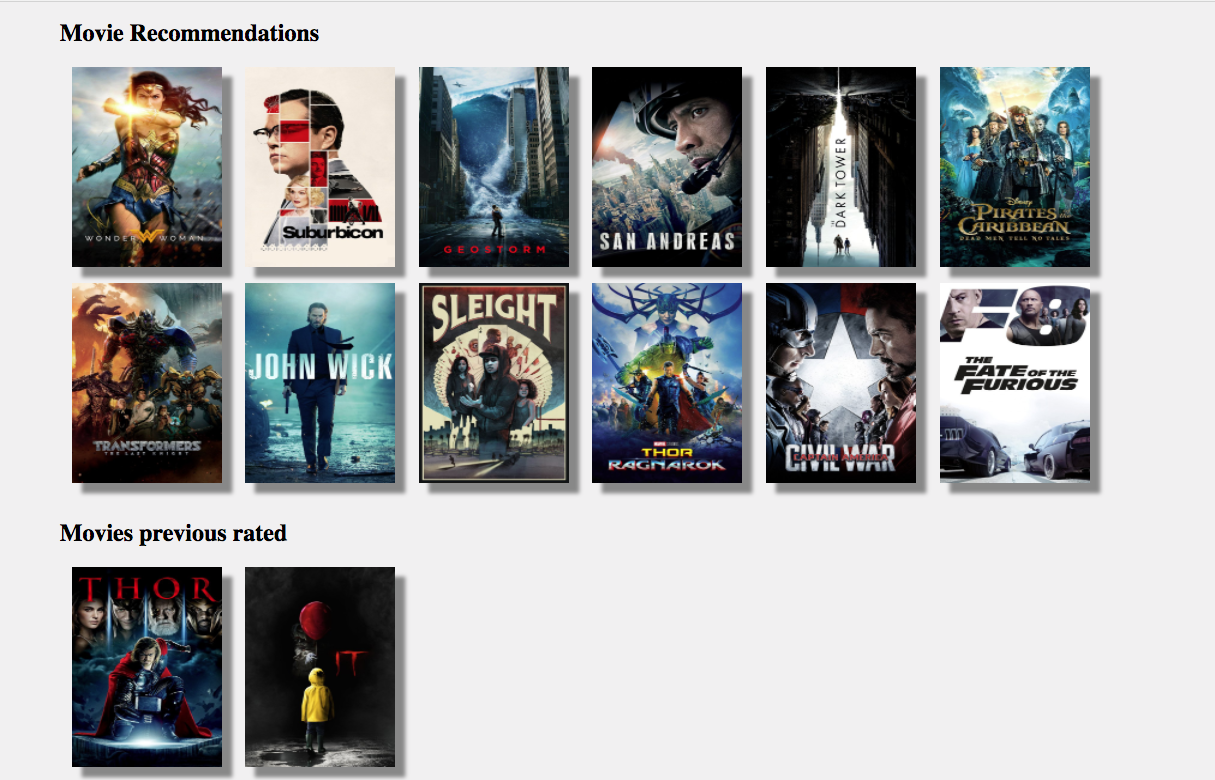 Movie Recommendations
WONDER WOMAN
Suburbicon
GEOSTORM
SAN ANDREAS
THE DARK TOWER
Disney
PIRATES of the
CARIBBEAN
DEAD MEN TELL NO TALES
TRANSFORMERS
THE LAST KNIGHT
JOHN WICK
SLEIGHT
MARVEL STUDIOS
THOR
RAGNAROK
CAPTAIN AMERICA
CIVIL WAR
F8
THE
FATE OF THE
FURIOUS
Movies previous rated
THOR
IT